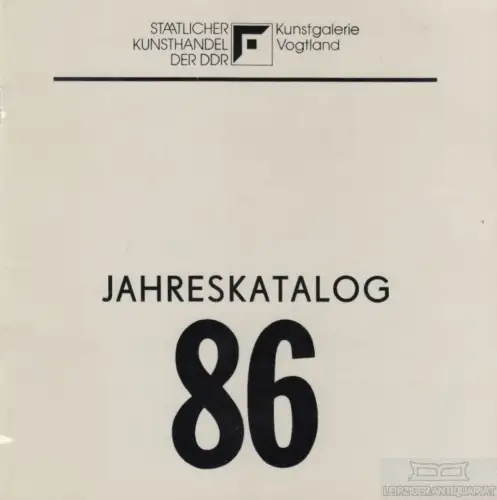 STAATLICHER
KUNSTHANDEL
DER DDR
Kunstgalerie
Vogtland
JAHRESKATALOG
86
LEIPZIGER ANTIQUARIAT